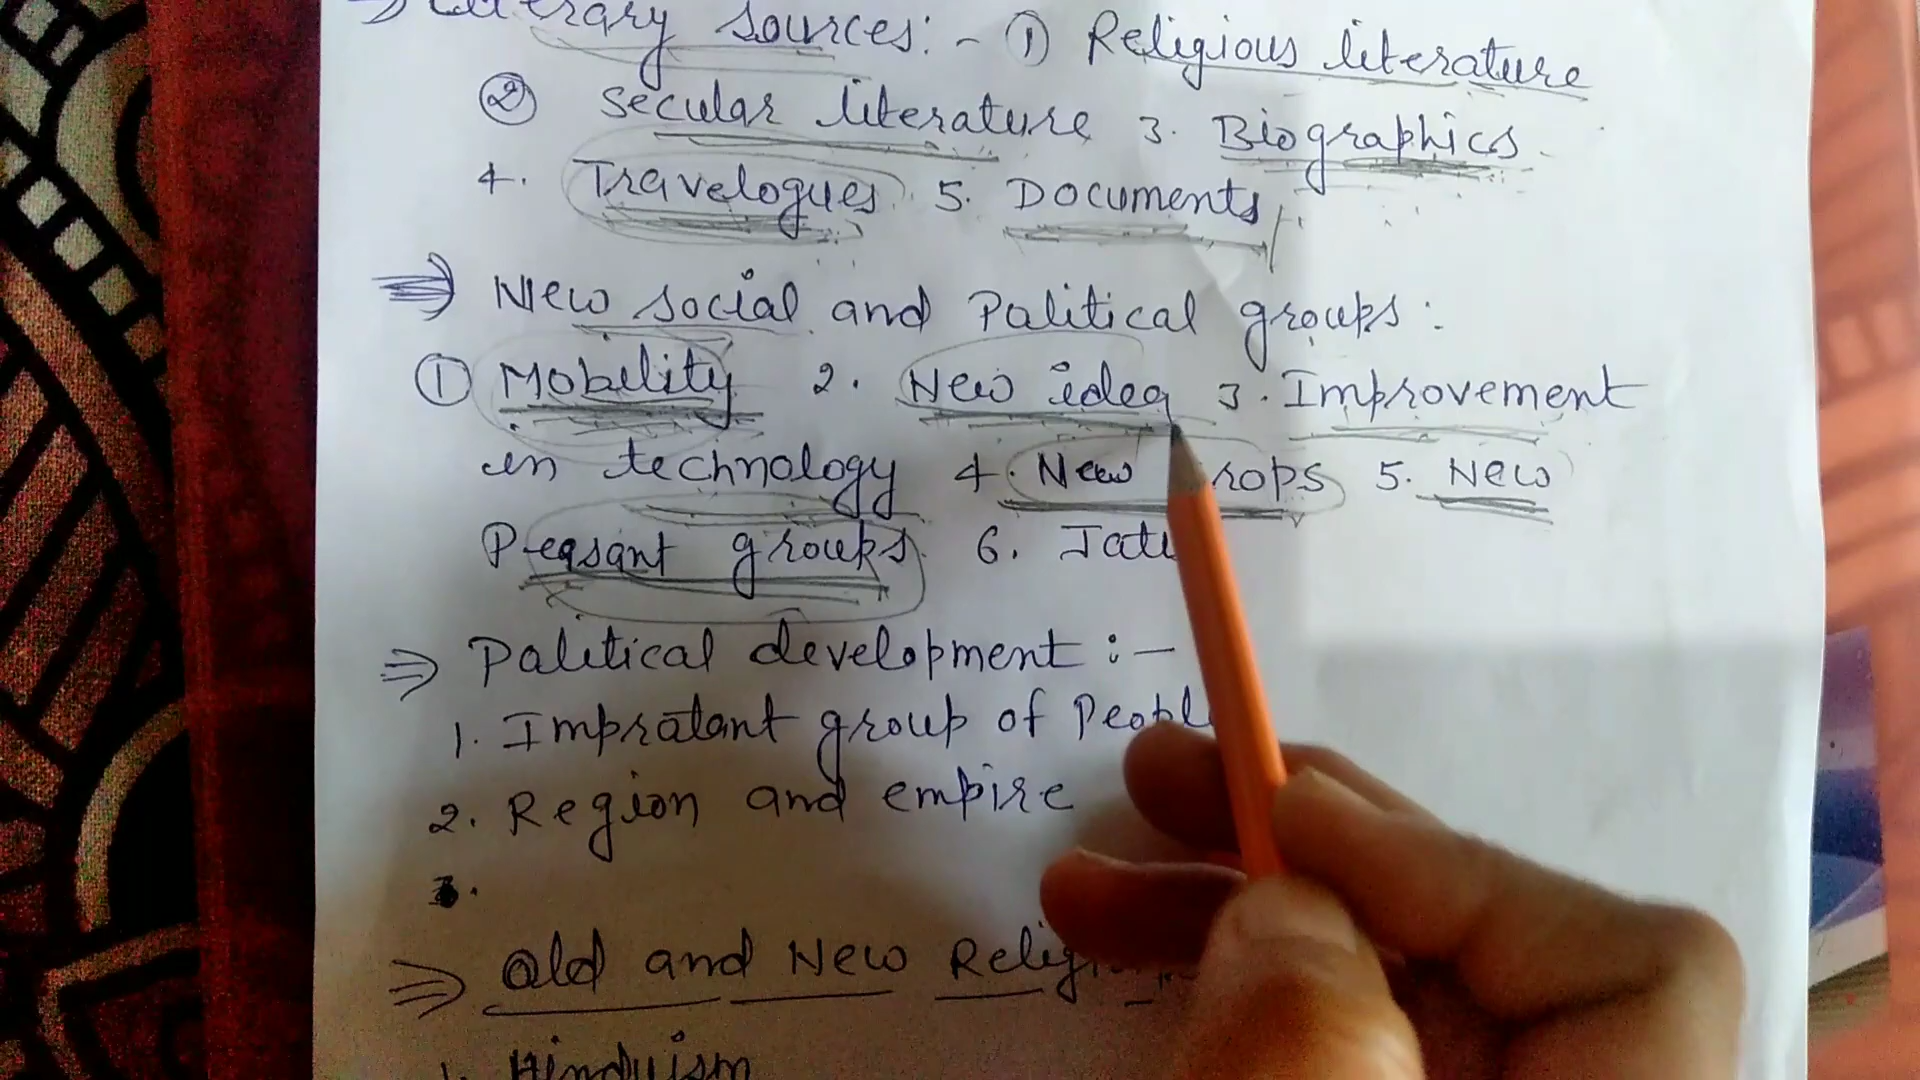 ⇒ Literary sources: - ① Religious literature
② secular literature 3. Biographics
4. Travelogues 5. Documents
⇒ New social and Palitical groups:
① Mobility 2. New idea 3. Improvement
in technology 4. New rops 5. New
Peasant groups. 6. Jati
⇒ Palitical development :-
1. Impratant group of Peopl
2. Region and empire
3.
⇒ Old and New Relig
1. Hinduism